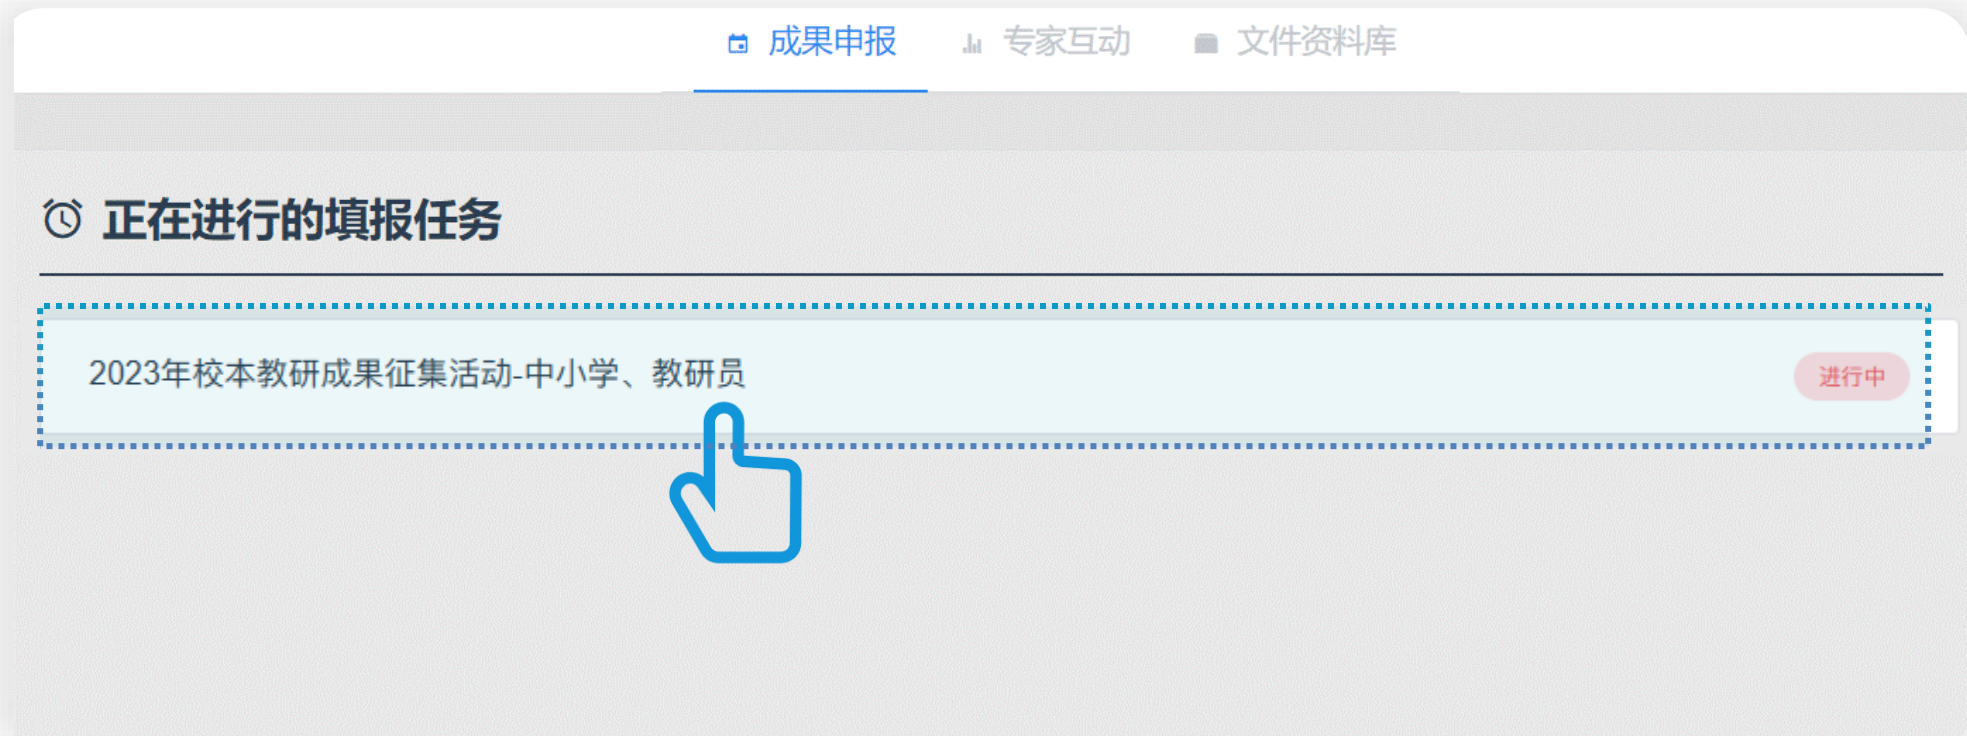 成果申报 专家互动 文件资料库
正在进行的填报任务
2023年校本教研成果征集活动-中小学、教研员 进行中